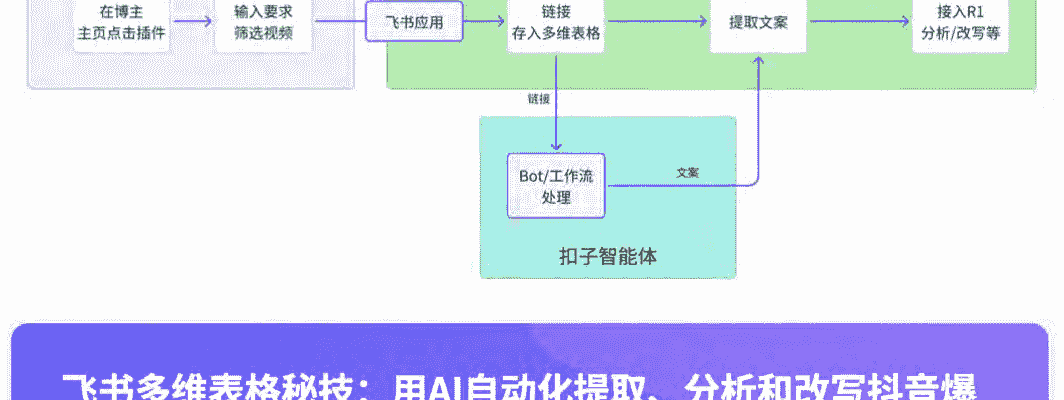 在博主
主页点击插件
输入要求
筛选视频
飞书应用
链接
存入多维表格
提取文案
接入R1
分析/改写等
链接
Bot/工作流
处理
文案
扣子智能体
飞书多维表格秘技：用AI自动化提取、分析和改写抖音爆